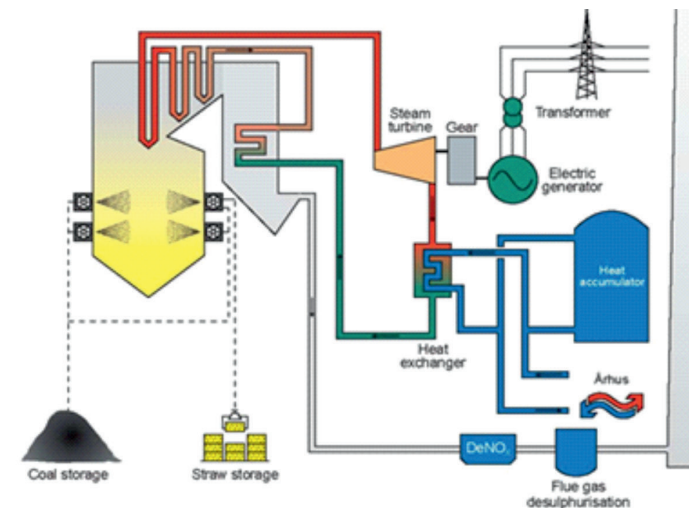 Steam
turbine
Gear
Transformer
Electric
generator
Heat
accumulator
Heat
exchanger
Århus
Coal storage
Straw storage
DeNOₓ
Flue gas
desulphurisation